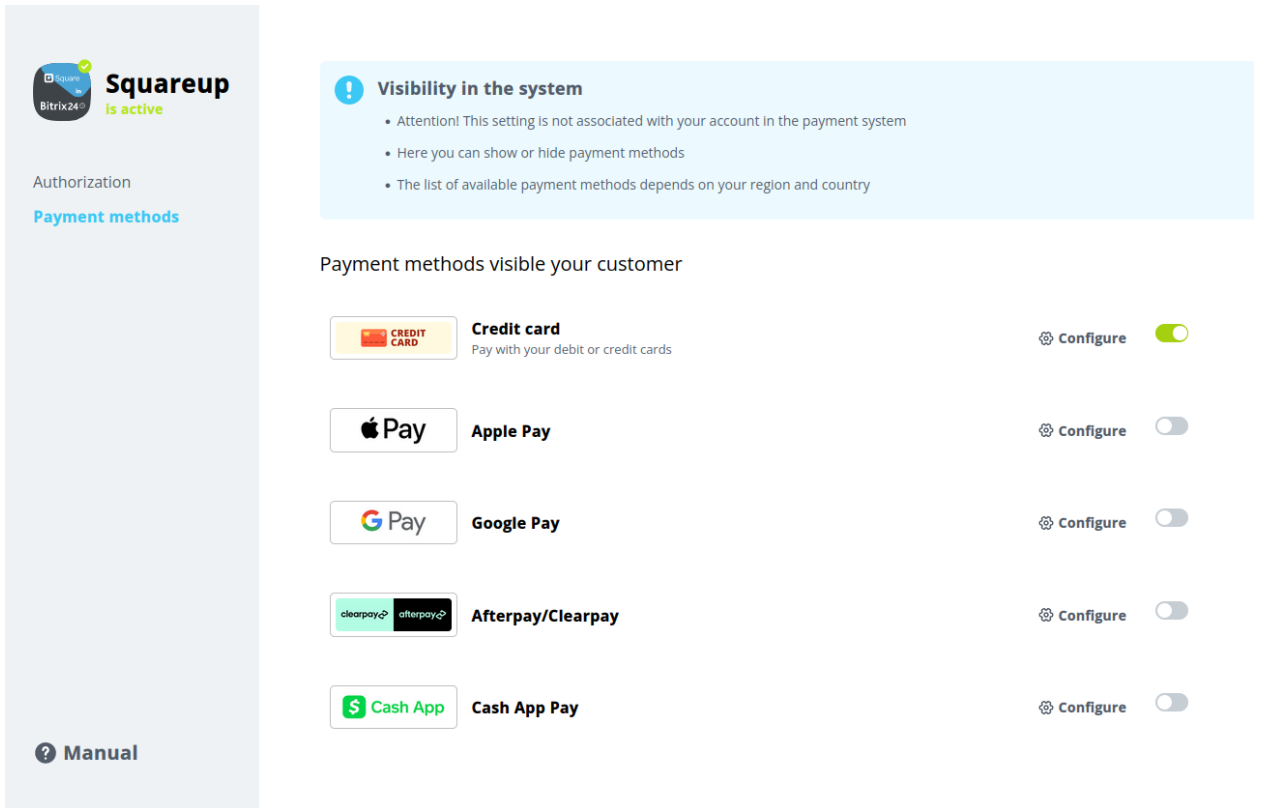 Square
in
Bitrix24
Squareup
is active
Authorization
Payment methods
Manual
Visibility in the system
Attention! This setting is not associated with your account in the payment system
Here you can show or hide payment methods
The list of available payment methods depends on your region and country
Payment methods visible your customer
CREDIT
CARD
Credit card
Pay with your debit or credit cards
Configure
Pay
Apple Pay
Configure
G Pay
Google Pay
Configure
clearpay afterpay
Afterpay/Clearpay
Configure
$ Cash App
Cash App Pay
Configure